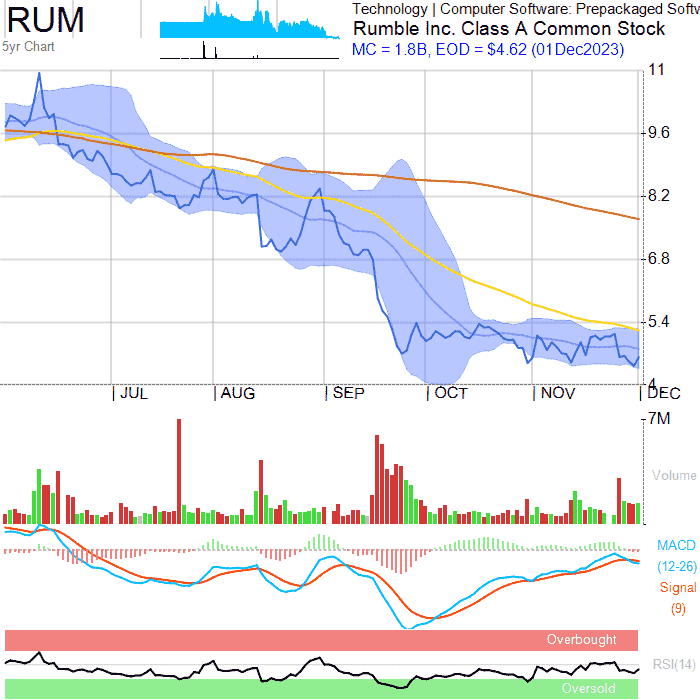 RUM
5yr Chart
Technology | Computer Software: Prepackaged Softw
Rumble Inc. Class A Common Stock
MC = 1.8B, EOD = $4.62 (01Dec2023)
11
9.6
8.2
6.8
5.4
4
JUL
AUG
SEP
OCT
NOV
DEC
7M
Volume
MACD
(12-26)
Signal
(9)
Overbought
RSI(14)
Oversold